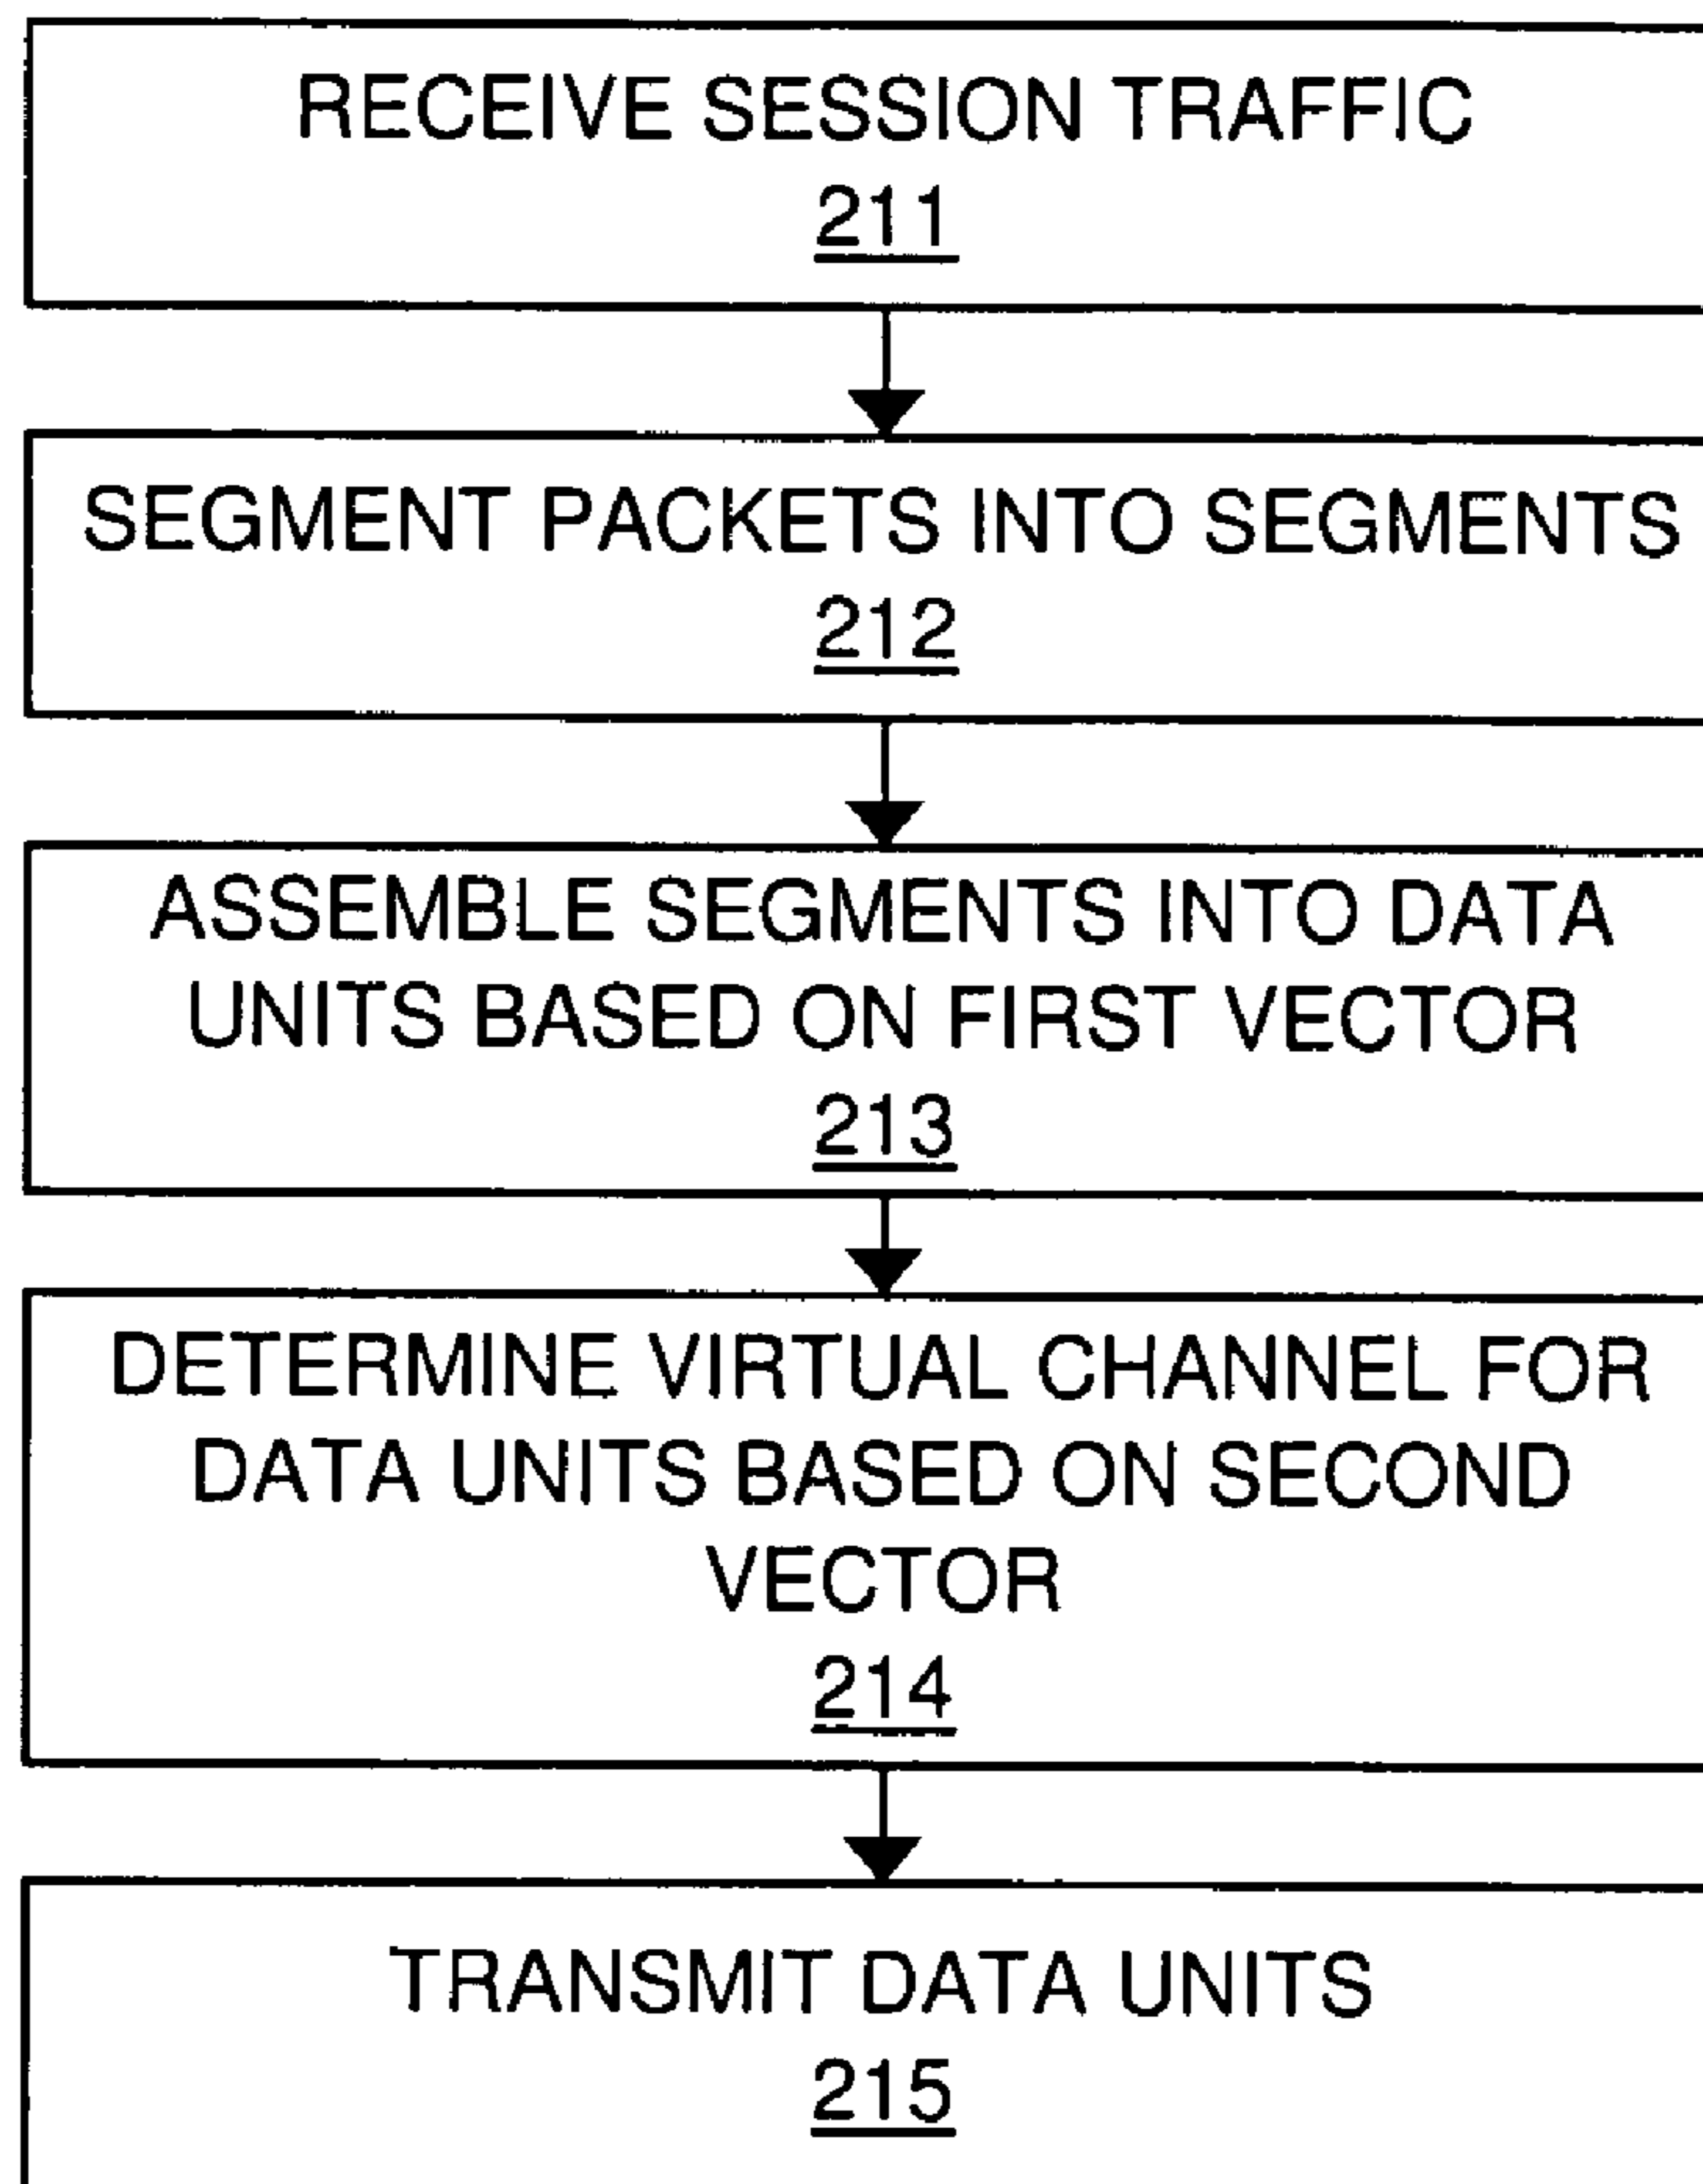 RECEIVE SESSION TRAFFIC
211
SEGMENT PACKETS INTO SEGMENTS
212
ASSEMBLE SEGMENTS INTO DATA
UNITS BASED ON FIRST VECTOR
213
DETERMINE VIRTUAL CHANNEL FOR
DATA UNITS BASED ON SECOND
VECTOR
214
TRANSMIT DATA UNITS
215